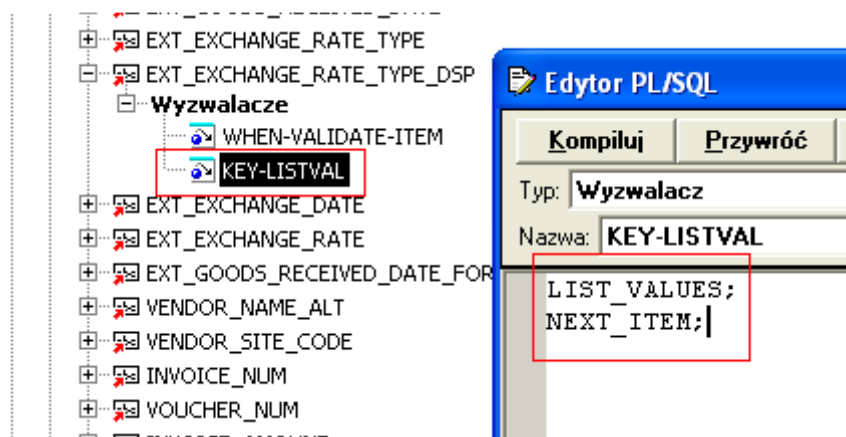 EXT_EXCHANGE_RATE_TYPE
EXT_EXCHANGE_RATE_TYPE_DSP
Wyzwalacze
WHEN-VALIDATE-ITEM
KEY-LISTVAL
EXT_EXCHANGE_DATE
EXT_EXCHANGE_RATE
EXT_GOODS_RECEIVED_DATE_FOR
VENDOR_NAME_ALT
VENDOR_SITE_CODE
INVOICE_NUM
VOUCHER_NUM
Edytor PL/SQL
Kompiluj Przywróć
Typ: Wyzwalacz
Nazwa: KEY-LISTVAL
LIST_VALUES;
NEXT_ITEM;